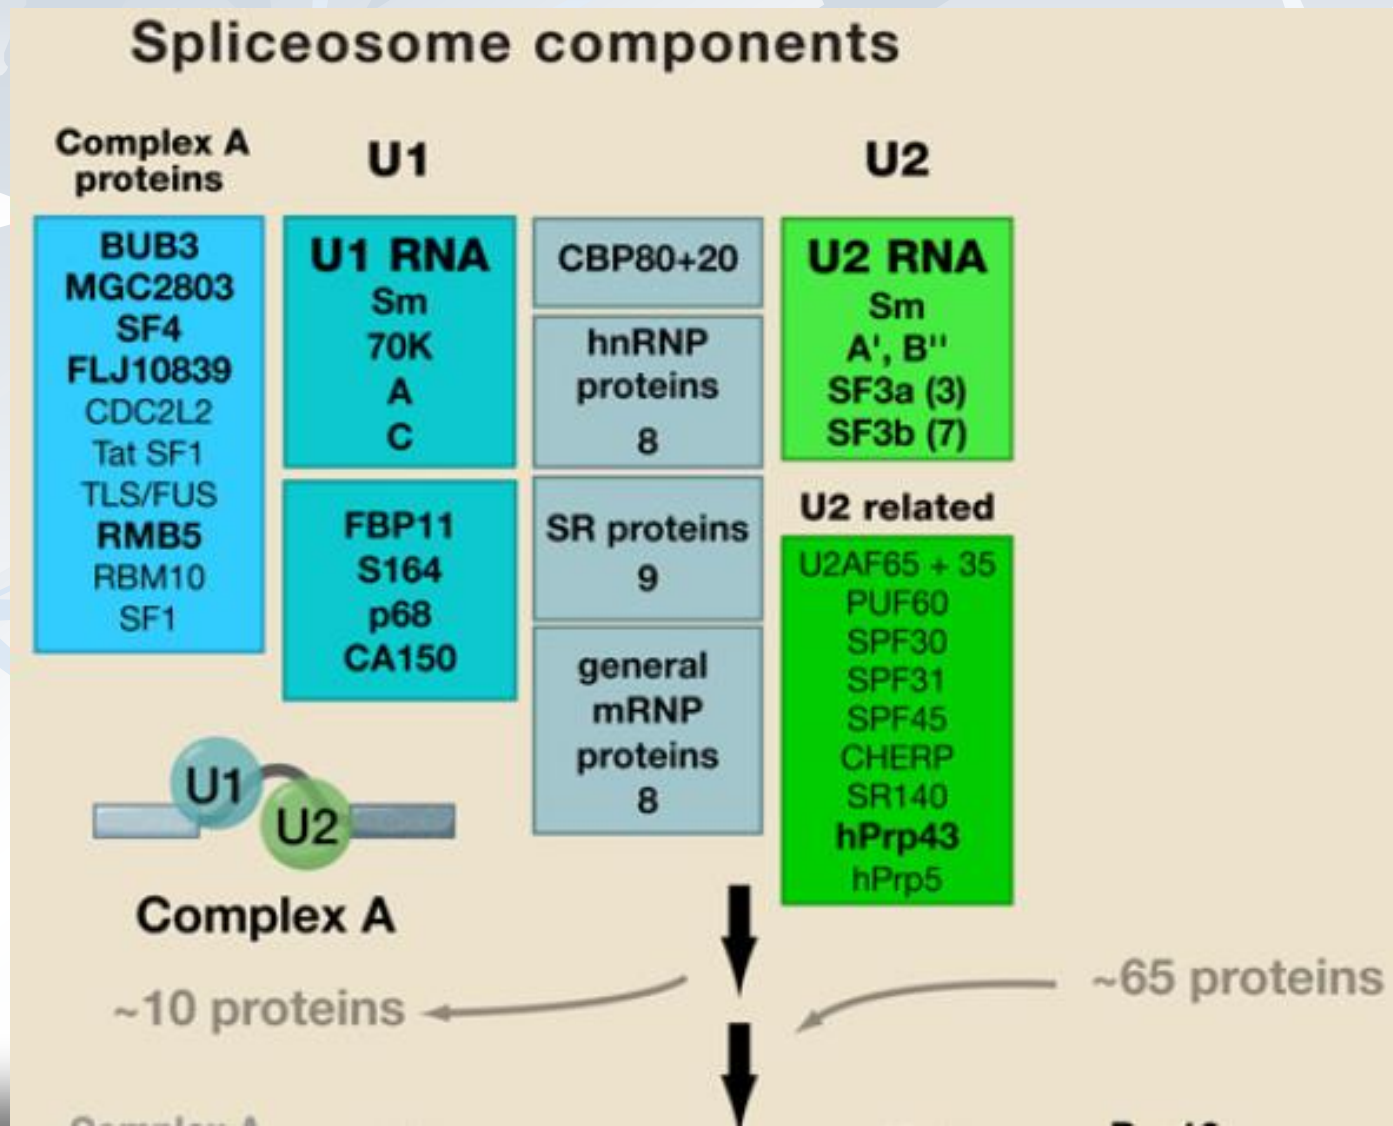 Spliceosome components
Complex A
proteins
BUB3
MGC2803
SF4
FLJ10839
CDC2L2
Tat SF1
TLS/FUS
RMB5
RBM10
SF1
U1
U1 RNA
Sm
70K
A
C
FBP11
S164
p68
CA150
CBP80+20
hnRNP
proteins
8
SR proteins
9
general
mRNP
proteins
8
U2
U2 RNA
Sm
A', B''
SF3a (3)
SF3b (7)
U2 related
U2AF65 + 35
PUF60
SPF30
SPF31
SPF45
CHERP
SR140
hPrp43
hPrp5
U1
U2
Complex A
~10 proteins
~65 proteins